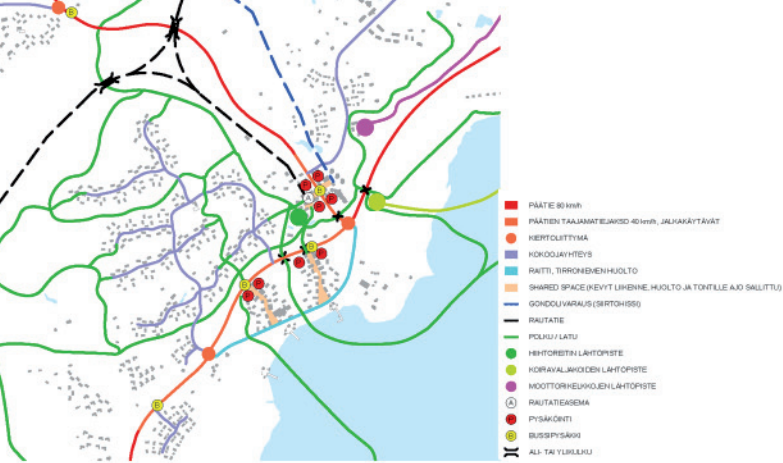 B
P
P
B
P
A
P
B
P
P
B
P
P
B
PÄÄTIE 80 km/h
PÄÄTIEN TAAJAMATIEJAKSO 40 km/h, JALKAKÄYTÄVÄT
KIERTOLIITTYMÄ
KOKOOJAYHTEYS
RAITTI, TIRRONIEMEN HUOLTO
SHARED SPACE (KEVYT LIIKENNE, HUOLTO JA TONTILLE AJO SALLITTU)
GONDOLIVARAUS (SIIRTOHISSI)
RAUTATIE
POLKU / LATU
HIIHTOREITIN LÄHTÖPISTE
KOIRAVALJAKOIDEN LÄHTÖPISTE
MOOTTORIKELKKOJEN LÄHTÖPISTE
A RAUTATIEASEMA
P PYSÄKÖINTI
B BUSSIPYSÄKKI
ALI- TAI YLIKULKU